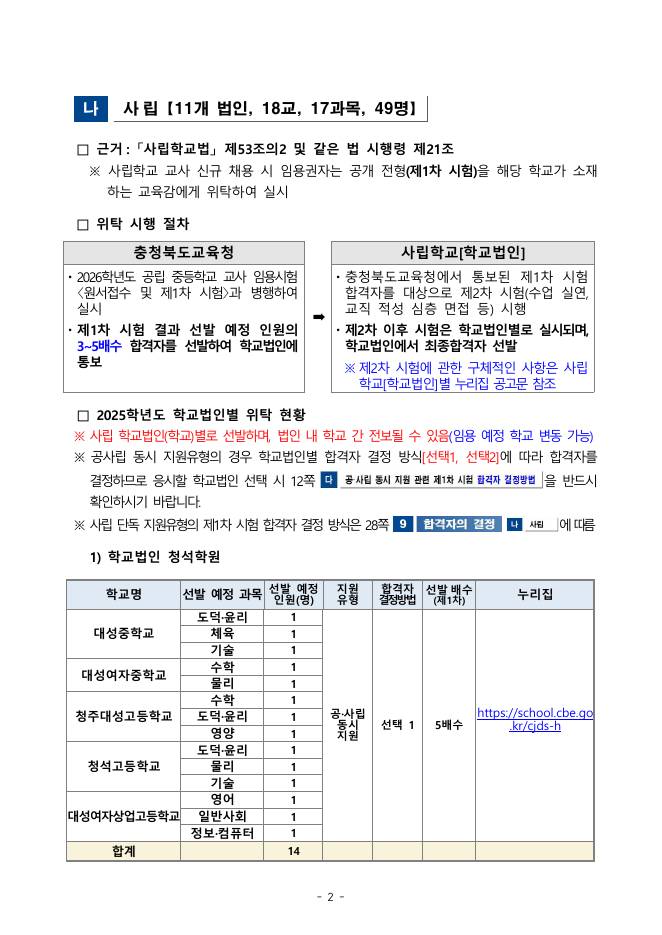 나 사립【11개 법인, 18교, 17과목, 49명】
□ 근거 :「사립학교법」제53조의2 및 같은 법 시행령 제21조
※ 사립학교 교사 신규 채용 시 임용권자는 공개 전형(제1차 시험)을 해당 학교가 소재
하는 교육감에게 위탁하여 실시
□ 위탁 시행 절차
충청북도교육청
・2026학년도 공립 중등학교 교사 임용시험
〈원서접수 및 제1차 시험〉과 병행하여
실시
・제1차 시험 결과 선발 예정 인원의
3~5배수 합격자를 선발하여 학교법인에
통보
➡
사립학교[학교법인]
・충청북도교육청에서 통보된 제1차 시험
합격자를 대상으로 제2차 시험(수업 실연,
교직 적성 심층 면접 등) 시행
・제2차 이후 시험은 학교법인별로 실시되며,
학교법인에서 최종합격자 선발
※ 제2차 시험에 관한 구체적인 사항은 사립
학교[학교법인]별 누리집 공고문 참조
□ 2025학년도 학교법인별 위탁 현황
※ 사립 학교법인(학교)별로 선발하며, 법인 내 학교 간 전보될 수 있음(임용 예정 학교 변동 가능)
※ 공사립 동시 지원유형의 경우 학교법인별 합격자 결정 방식[선택1, 선택2]에 따라 합격자를
결정하므로 응시할 학교법인 선택 시 12쪽 다 공·사립 동시 지원 관련 제1차 시험 합격자 결정방법 을 반드시
확인하시기 바랍니다.
※ 사립 단독 지원유형의 제1차 시험 합격자 결정 방식은 28쪽 9 합격자의 결정 나 사립 에 따름
1) 학교법인 청석학원
학교명 선발 예정 과목 선발 예정 인원(명) 지원 유형 합격자 결정방법 선발 배수 (제1차) 누리집
대성중학교 도덕·윤리 1 공·사립 동시 지원 선택 1 5배수 https://school.cbe.go.kr/cjds-h
체육 1
기술 1
대성여자중학교 수학 1
물리 1
청주대성고등학교 수학 1
도덕·윤리 1
영양 1
청석고등학교 도덕·윤리 1
물리 1
기술 1
대성여자상업고등학교 영어 1
일반사회 1
정보·컴퓨터 1
합계 14
- 2 -